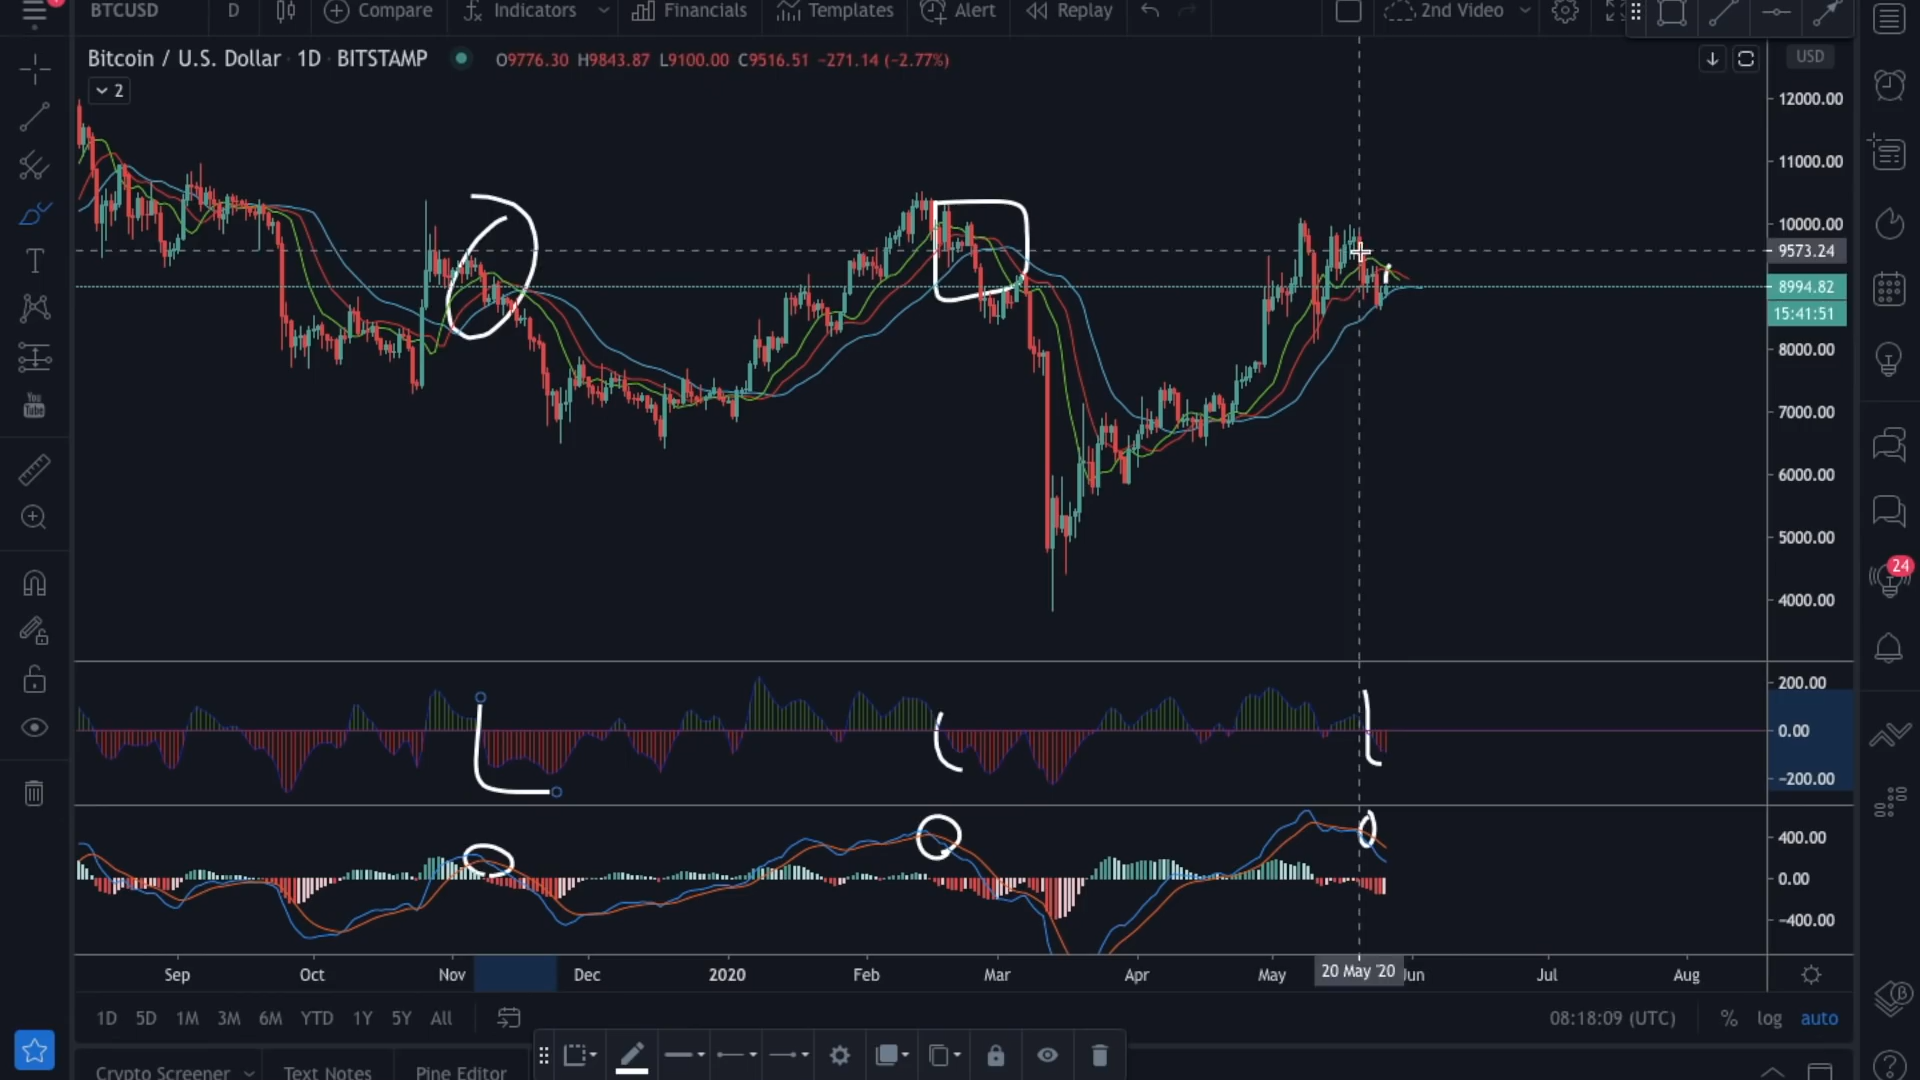 BTCUSD D Compare Indicators Financials Templates Alert Replay 2nd Video
Bitcoin / U.S. Dollar · 1D · BITSTAMP O9776.30 H9843.87 L9100.00 C9516.51 −271.14 (−2.77%) USD
2
12000.00
11000.00
10000.00
9573.24
8994.82
15:41:51
8000.00
7000.00
6000.00
5000.00
4000.00
200.00
0.00
−200.00
400.00
0.00
−400.00
Sep Oct Nov Dec 2020 Feb Mar Apr May 20 May '20 Jun Jul Aug
1D 5D 1M 3M 6M YTD 1Y 5Y All 08:18:09 (UTC) % log auto
Crypto Screener Text Notes Pine Editor
T
You
Tube
24